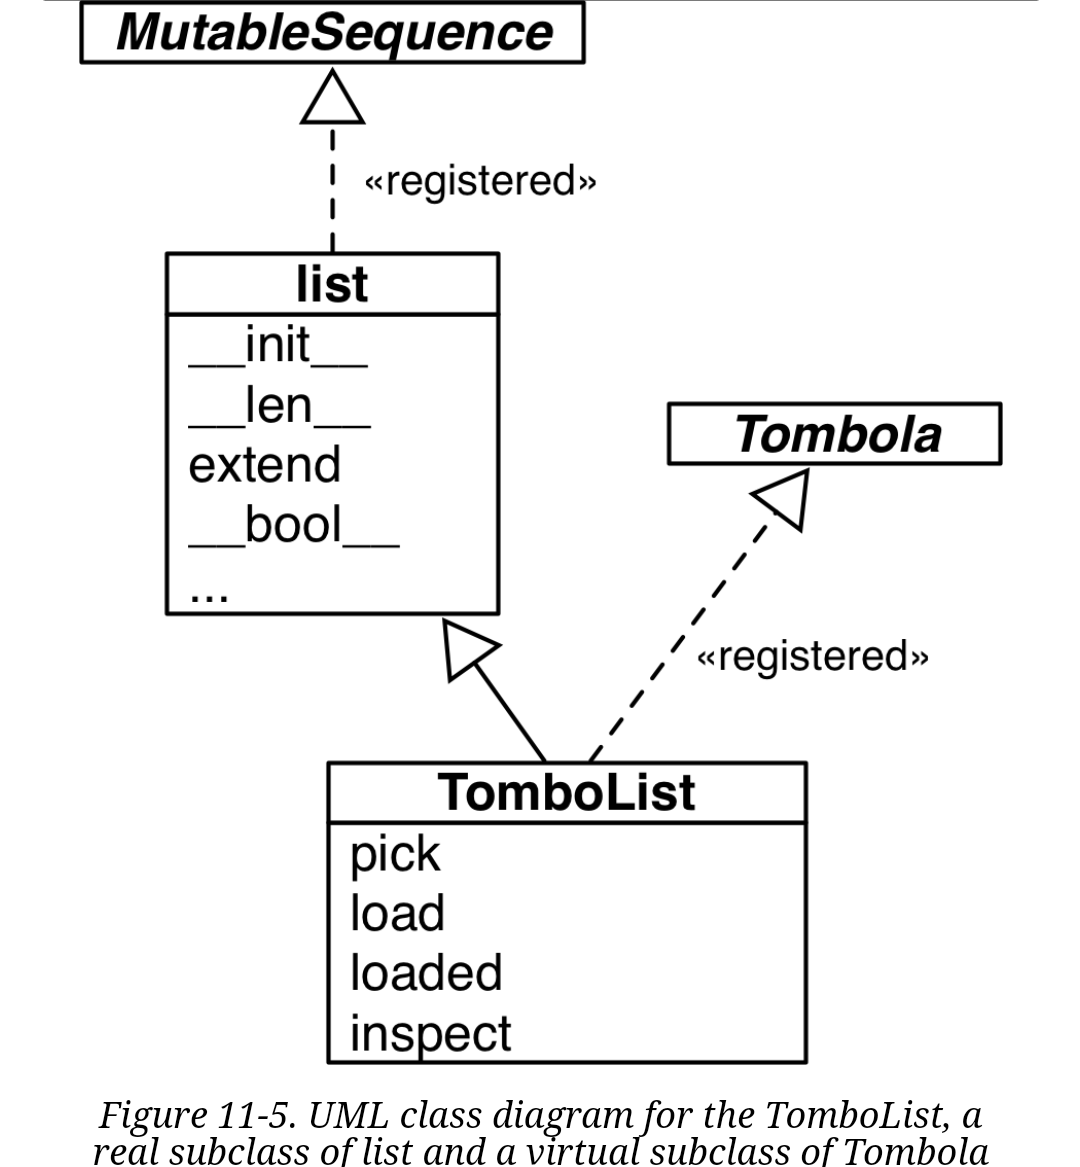 MutableSequence
«registered»
list
__init__
__len__
extend
__bool__
...
Tombola
«registered»
TomboList
pick
load
loaded
inspect
Figure 11-5. UML class diagram for the TomboList, a
real subclass of list and a virtual subclass of Tombola